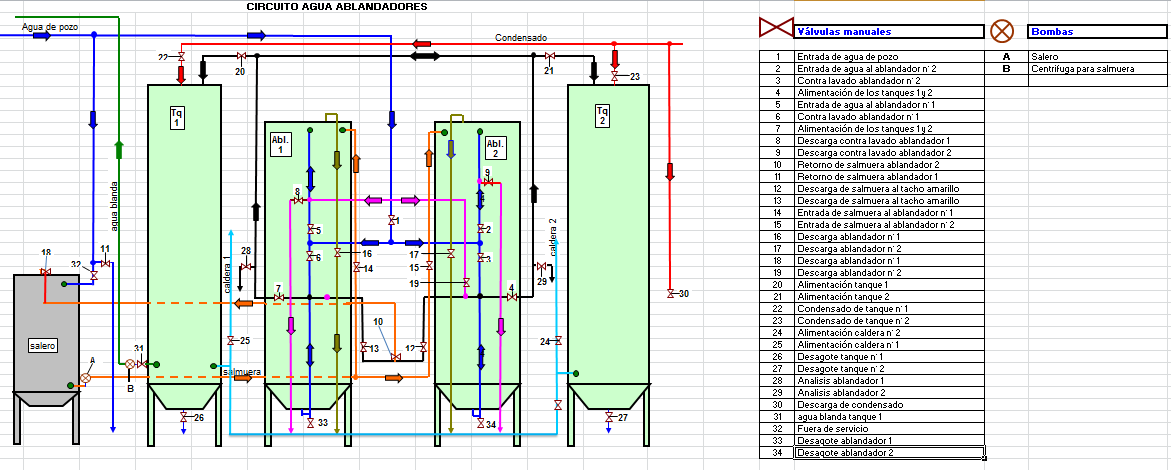 CIRCUITO AGUA ABLANDADORES
Agua de pozo
Condensado
22
20
21
23
Tq
1
Abl.
1
Abl.
2
Tq
2
agua blanda
8
9
1
5
2
6
3
16
17
14
15
19
18
32
11
28
29
caldera 1
caldera 2
7
4
30
10
13
12
25
24
salero
A
31
B
salmuera
26
33
34
27
Válvulas manuales
Bombas
1 Entrada de agua de pozo
2 Entrada de agua al ablandador n° 2
3 Contra lavado ablandador n° 2
4 Alimentación de los tanques 1 y 2
5 Entrada de agua al ablandador n° 1
6 Contra lavado ablandador n° 1
7 Alimentación de los tanques 1 y 2
8 Descarga contra lavado ablandador 1
9 Descarga contra lavado ablandador 2
10 Retorno de salmuera ablandador 2
11 Retorno de salmuera ablandador 1
12 Descarga de salmuera al tacho amarillo
13 Descarga de salmuera al tacho amarillo
14 Entrada de salmuera al ablandador n° 1
15 Entrada de salmuera al ablandador n° 2
16 Descarga ablandador n° 1
17 Descarga ablandador n° 2
18 Descarga ablandador n° 1
19 Descarga ablandador n° 2
20 Alimentación tanque 1
21 Alimentación tanque 2
22 Condensado de tanque n° 1
23 Condensado de tanque n° 2
24 Alimentación caldera n° 2
25 Alimentación caldera n° 1
26 Desagote tanque n° 1
27 Desagote tanque n° 2
28 Analisis ablandador 1
29 Analisis ablandador 2
30 Descarga de condensado
31 agua blanda tanque 1
32 Fuera de servicio
33 Desagote ablandador 1
34 Desagote ablandador 2
A Salero
B Centrífuga para salmuera